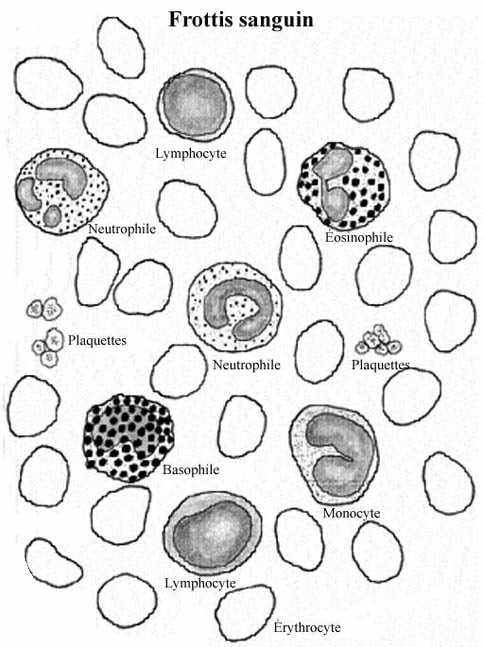 Frottis sanguin
Lymphocyte
Neutrophile
Éosinophile
Plaquettes
Neutrophile
Plaquettes
Basophile
Monocyte
Lymphocyte
Érythrocyte